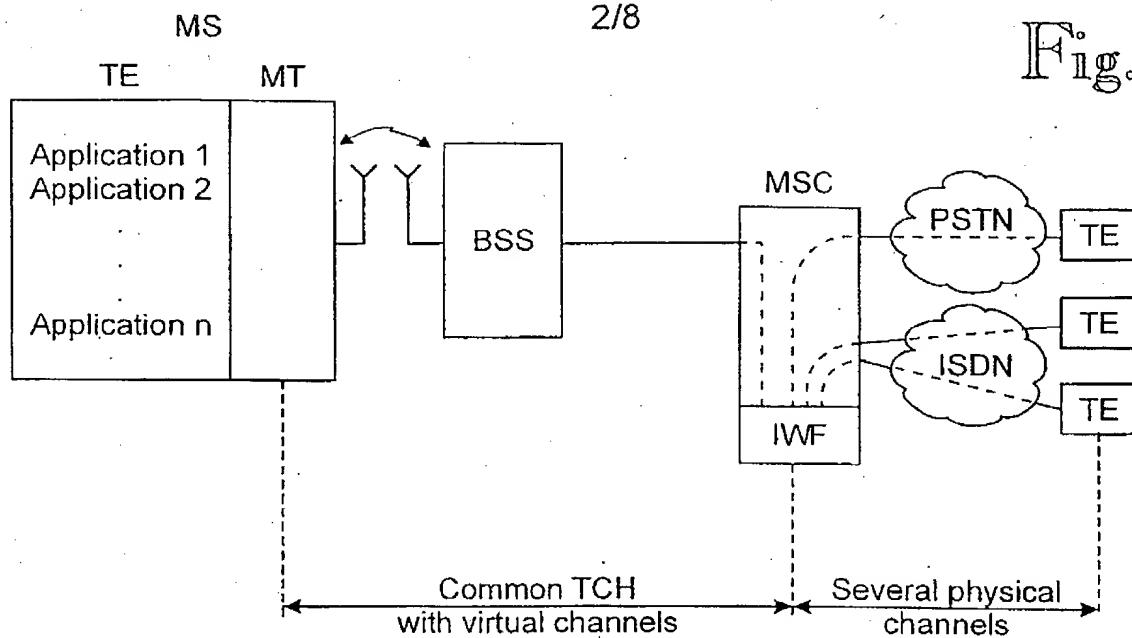 2/8
Fig.
MS
TE MT
Application 1
Application 2
Application n
BSS
MSC
IWF
PSTN
ISDN
TE
TE
TE
Common TCH
with virtual channels
Several physical
channels